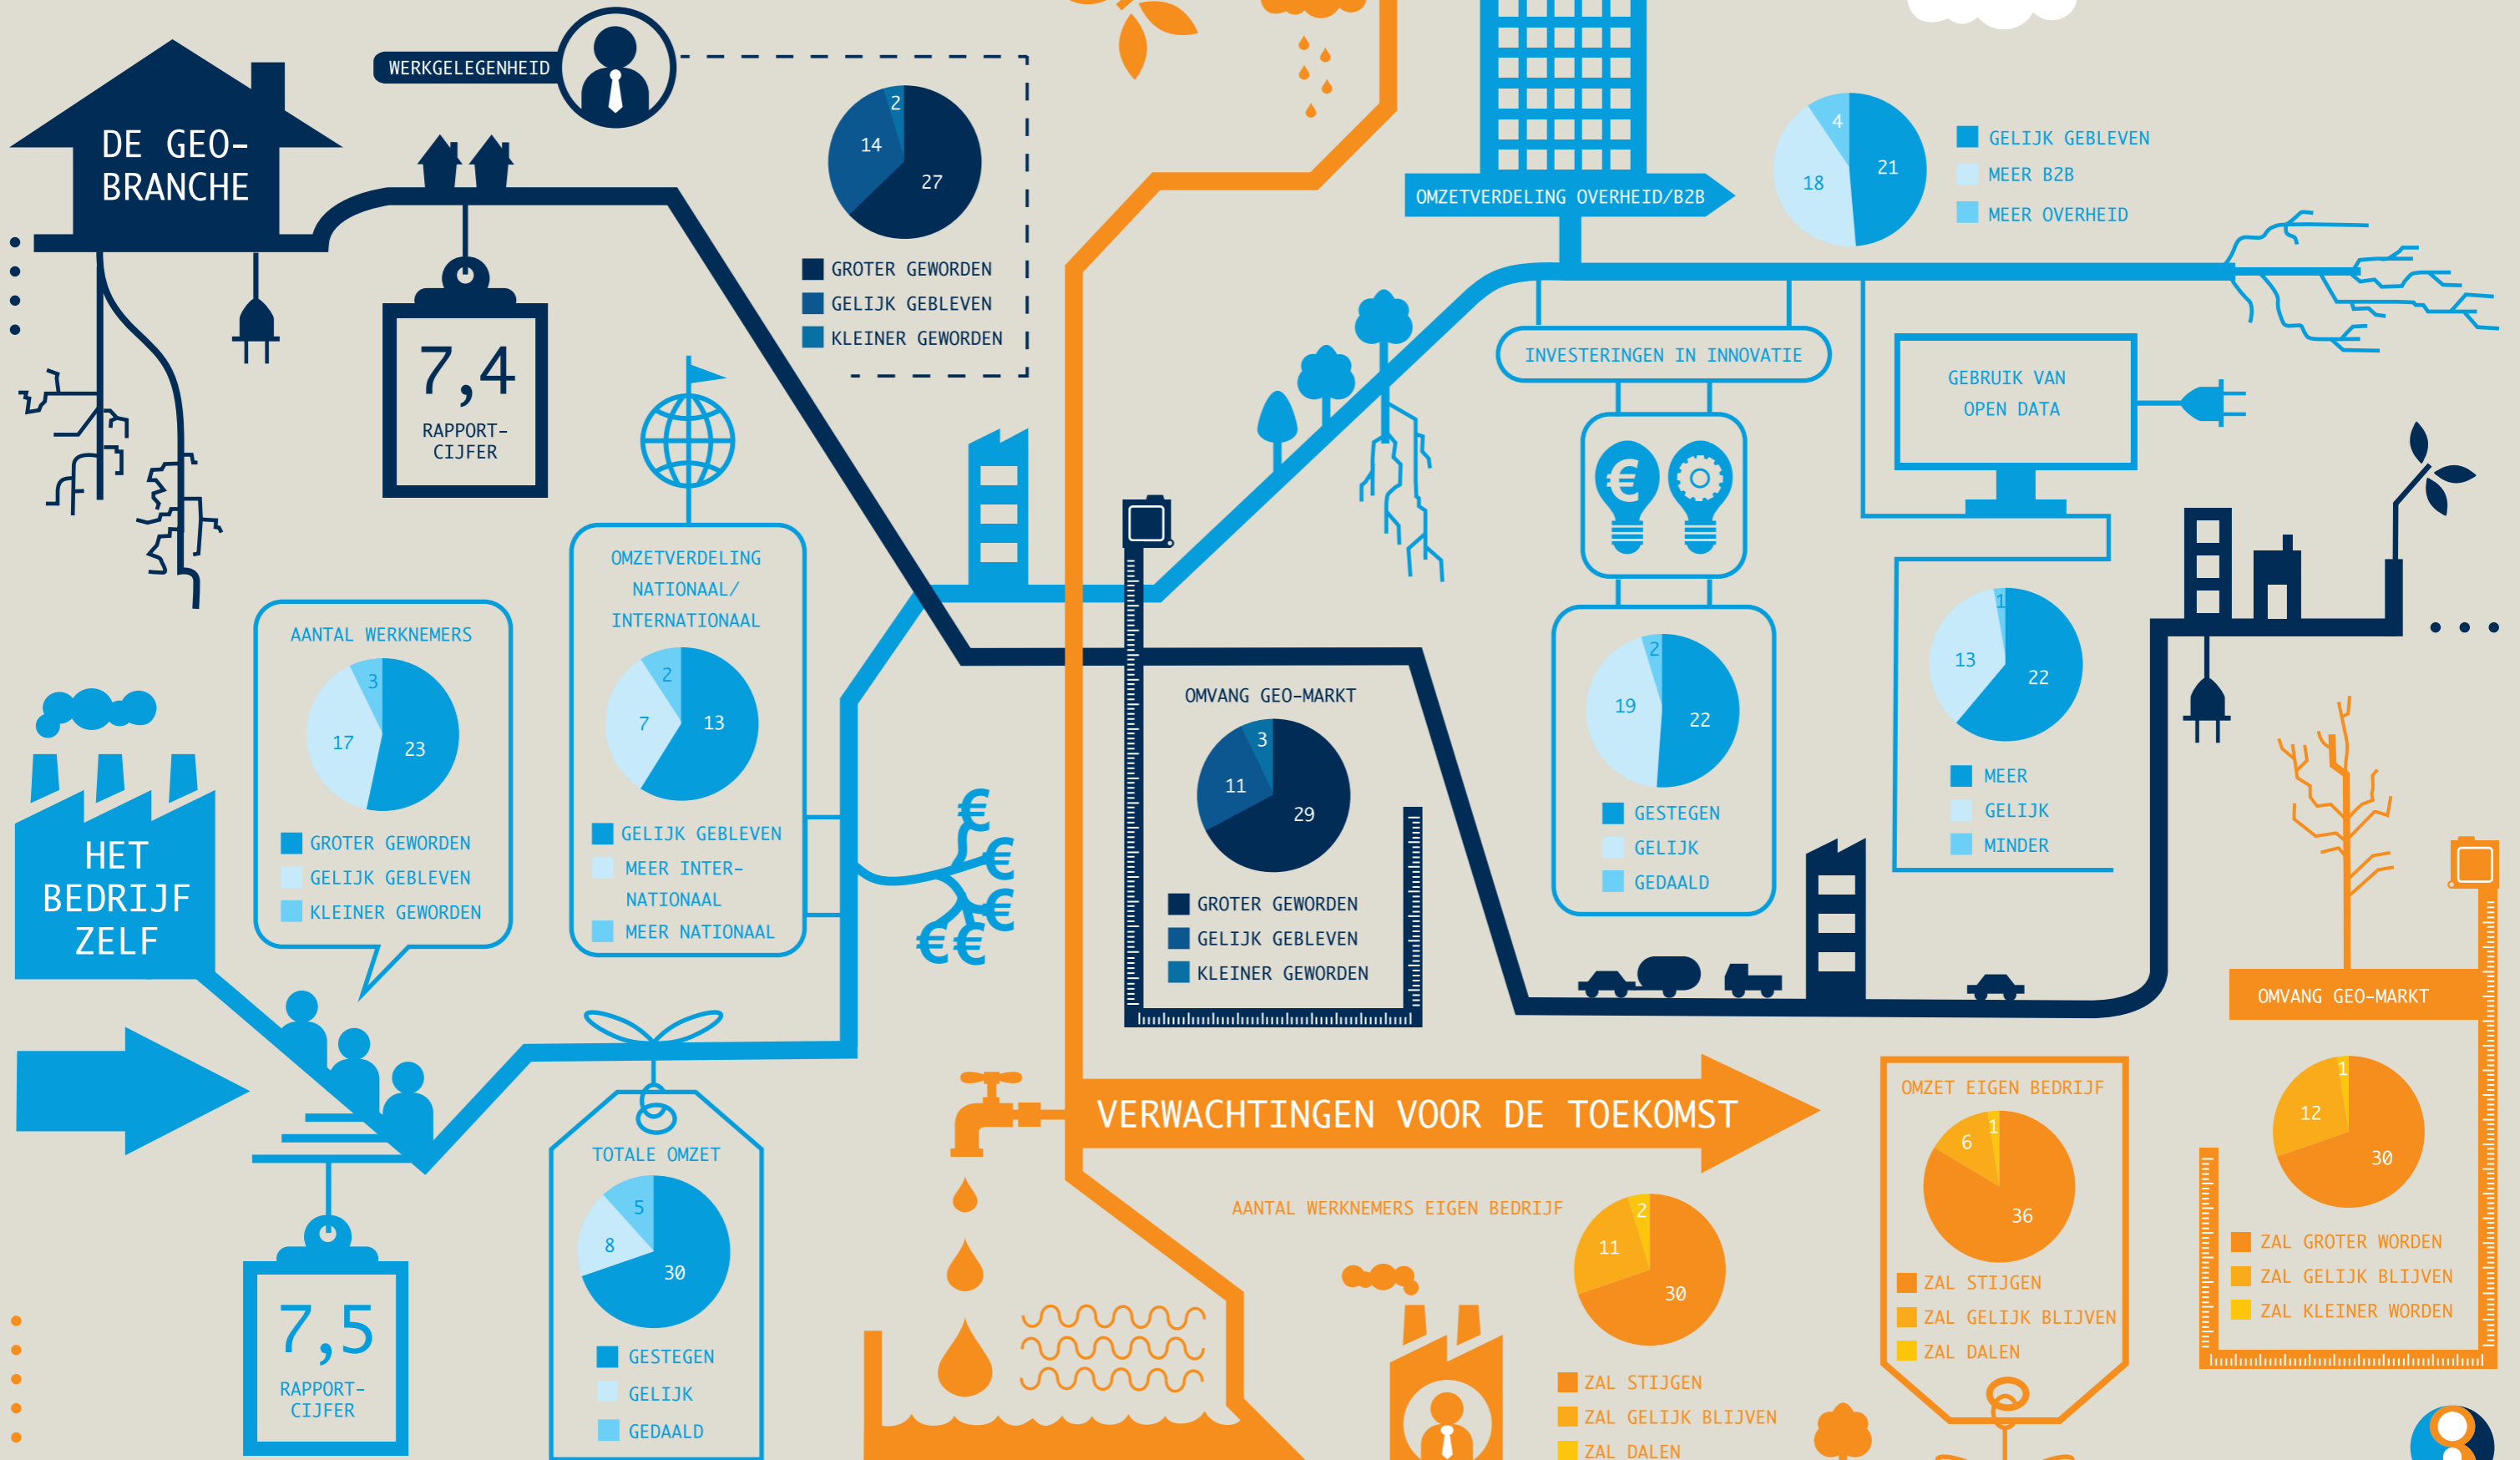 DE GEO-
BRANCHE
WERKGELEGENHEID
2
14
27
GROTER GEWORDEN
GELIJK GEBLEVEN
KLEINER GEWORDEN
7,4
RAPPORT-
CIJFER
OMZETVERDELING OVERHEID/B2B
4
18
21
GELIJK GEBLEVEN
MEER B2B
MEER OVERHEID
INVESTERINGEN IN INNOVATIE
€
2
19
22
GESTEGEN
GELIJK
GEDAALD
GEBRUIK VAN
OPEN DATA
1
13
22
MEER
GELIJK
MINDER
OMZETVERDELING
NATIONAAL/
INTERNATIONAAL
2
7
13
GELIJK GEBLEVEN
MEER INTER-
NATIONAAL
MEER NATIONAAL
AANTAL WERKNEMERS
3
17
23
GROTER GEWORDEN
GELIJK GEBLEVEN
KLEINER GEWORDEN
HET
BEDRIJF
ZELF
€
€
€
€€
OMVANG GEO-MARKT
3
11
29
GROTER GEWORDEN
GELIJK GEBLEVEN
KLEINER GEWORDEN
7,5
RAPPORT-
CIJFER
TOTALE OMZET
5
8
30
GESTEGEN
GELIJK
GEDAALD
VERWACHTINGEN VOOR DE TOEKOMST
AANTAL WERKNEMERS EIGEN BEDRIJF
2
11
30
ZAL STIJGEN
ZAL GELIJK BLIJVEN
ZAL DALEN
OMZET EIGEN BEDRIJF
1
6
36
ZAL STIJGEN
ZAL GELIJK BLIJVEN
ZAL DALEN
OMVANG GEO-MARKT
1
12
30
ZAL GROTER WORDEN
ZAL GELIJK BLIJVEN
ZAL KLEINER WORDEN